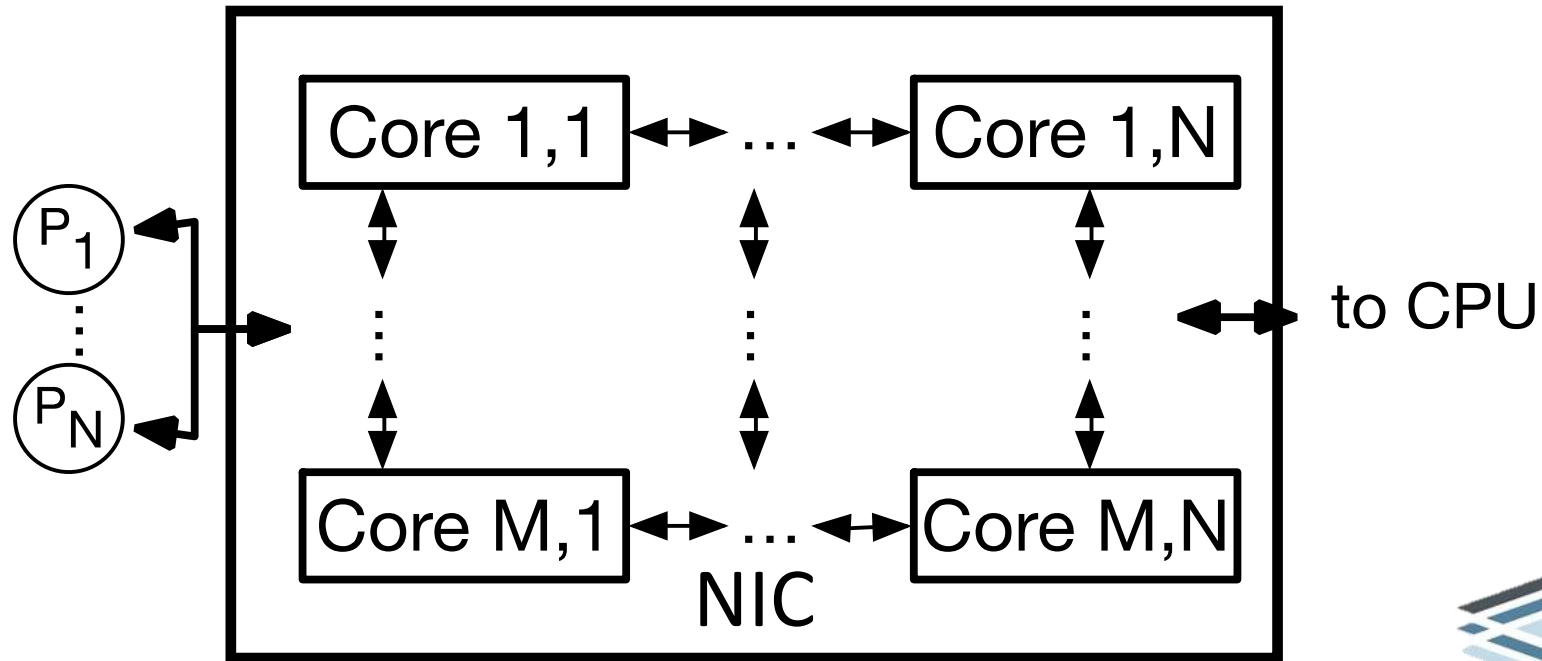 Core 1,1 ... Core 1,N
P1
⋮ ⋮ ⋮ ⋮
to CPU
PN
Core M,1 ... Core M,N
NIC